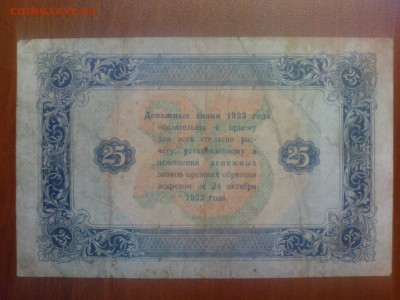 25
25
Денежные знаки 1923 года
обязательны к приему
для всех согласно рас-
чету, установленному в
отношении денежных
знаков прежних образцов
декретом от 24 октября
1922 года.
25
25
25
25